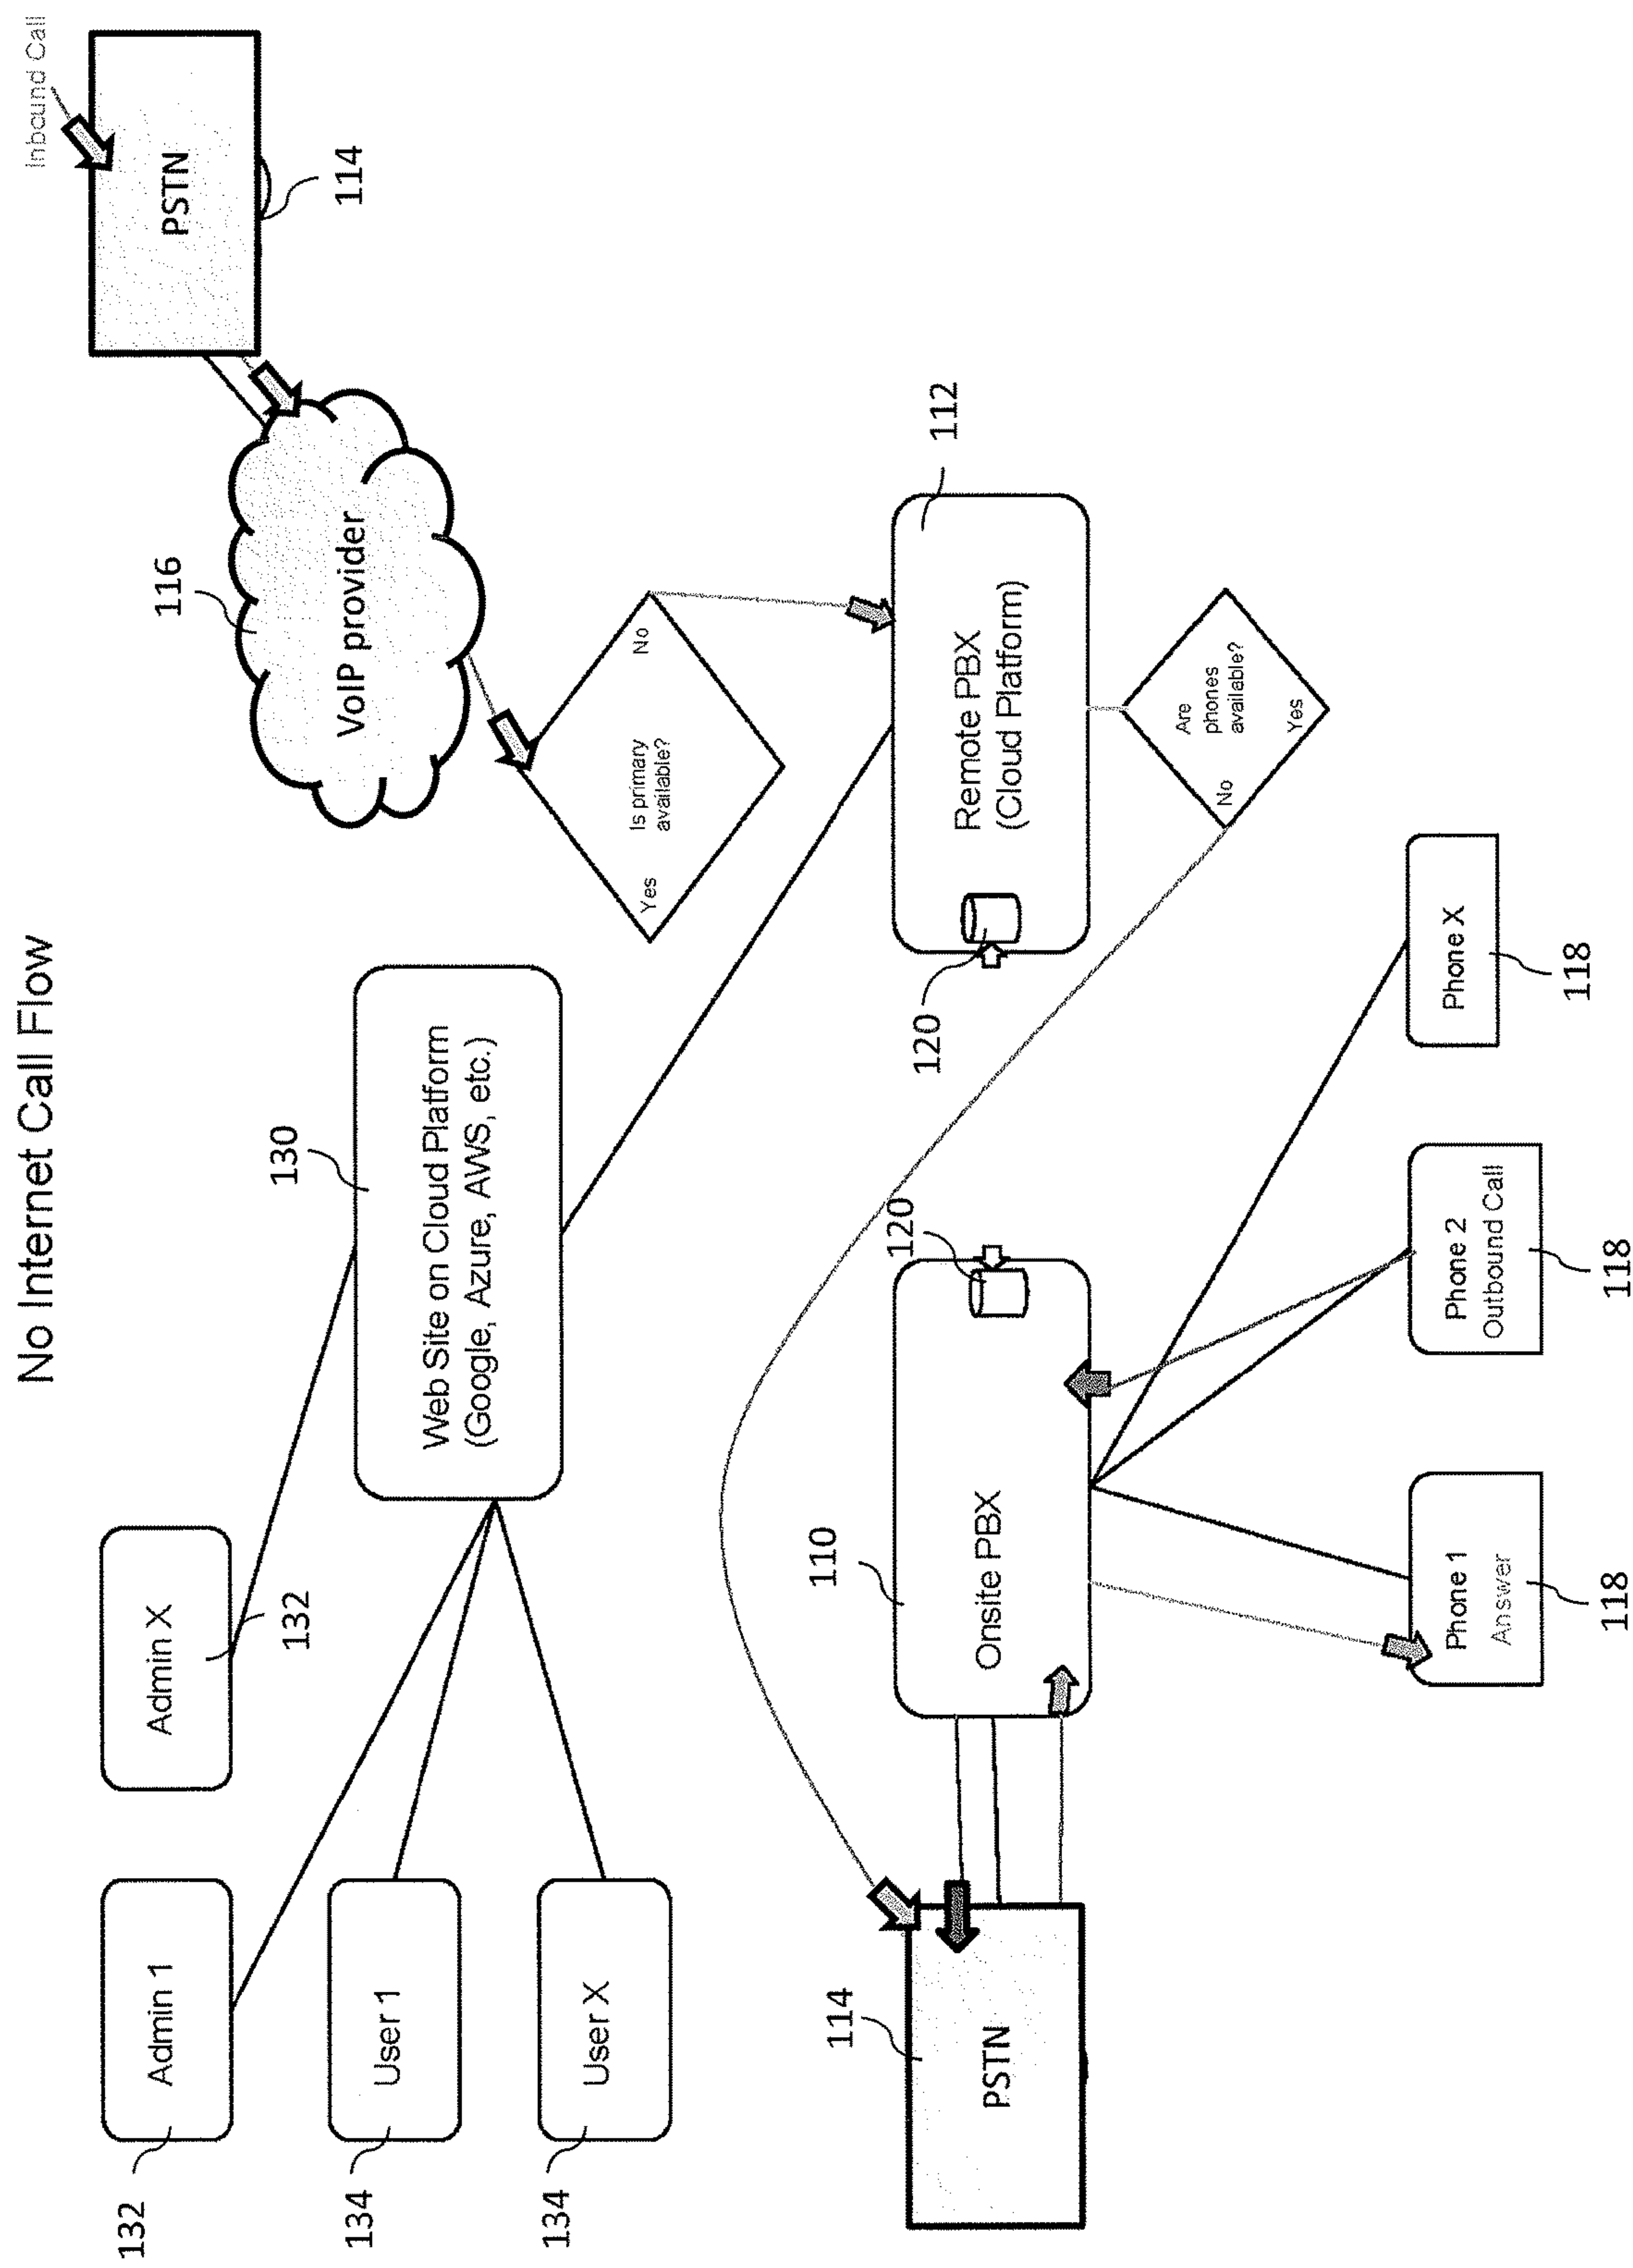 No Internet Call Flow
Inbound Call
PSTN
114
116
VoIP provider
132
Admin 1
Admin X
132
134
User 1
134
User X
130
Web Site on Cloud Platform
(Google, Azure, AWS, etc.)
Is primary
available?
Yes
No
112
Remote PBX
(Cloud Platform)
120
Are
phones
available?
No
Yes
114
PSTN
110
Onsite PBX
120
Phone 1
Answer
118
Phone 2
Outbound Call
118
Phone X
118